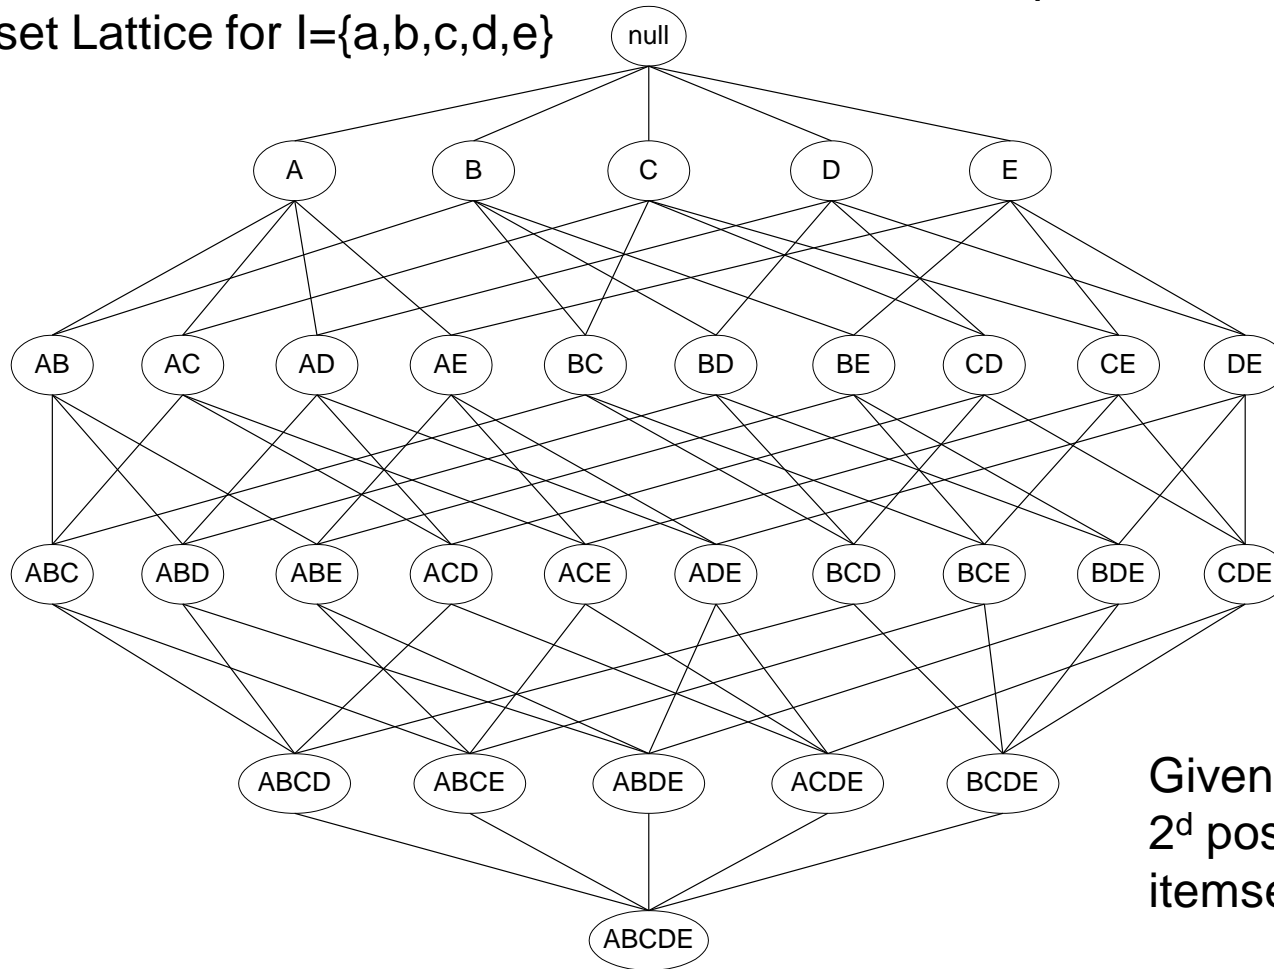 set Lattice for I={a,b,c,d,e}
null
A B C D E
AB AC AD AE BC BD BE CD CE DE
ABC ABD ABE ACD ACE ADE BCD BCE BDE CDE
ABCD ABCE ABDE ACDE BCDE
Given
2ᵈ pos
itemse
ABCDE